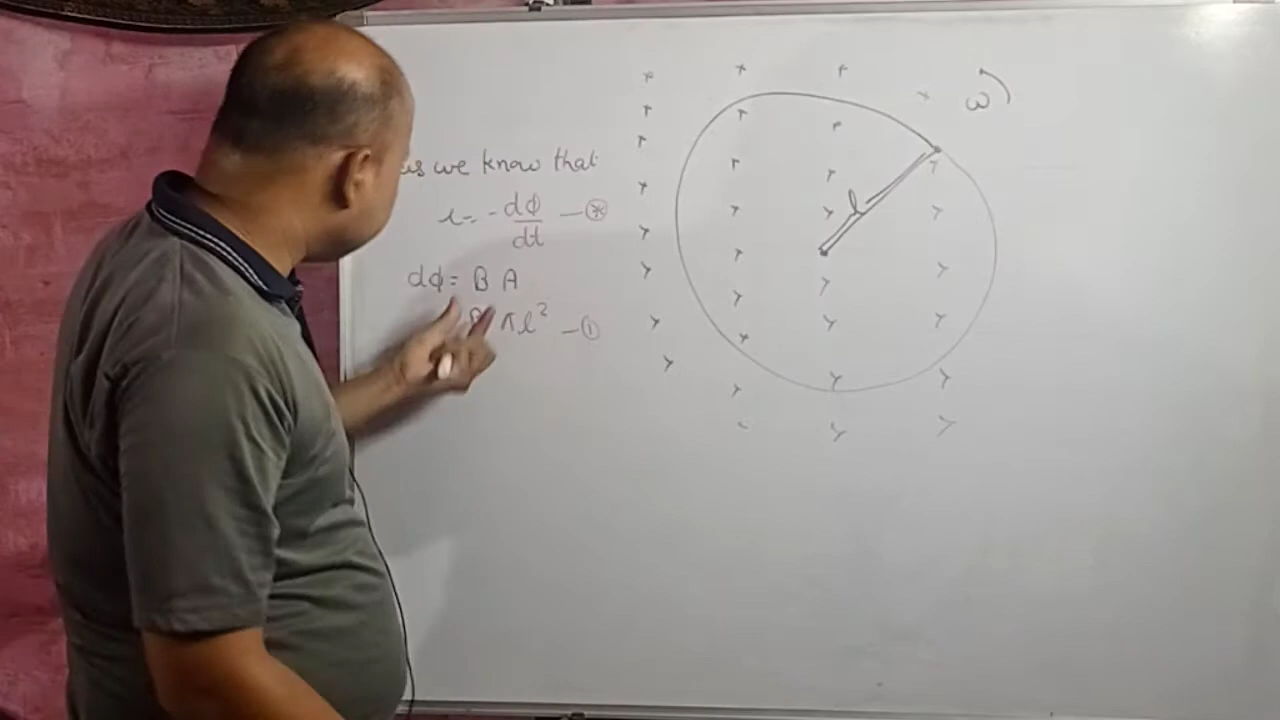 as we know that
e = - dϕ/dt — ⊛
dϕ = B A
B πl² — ①
l
ω